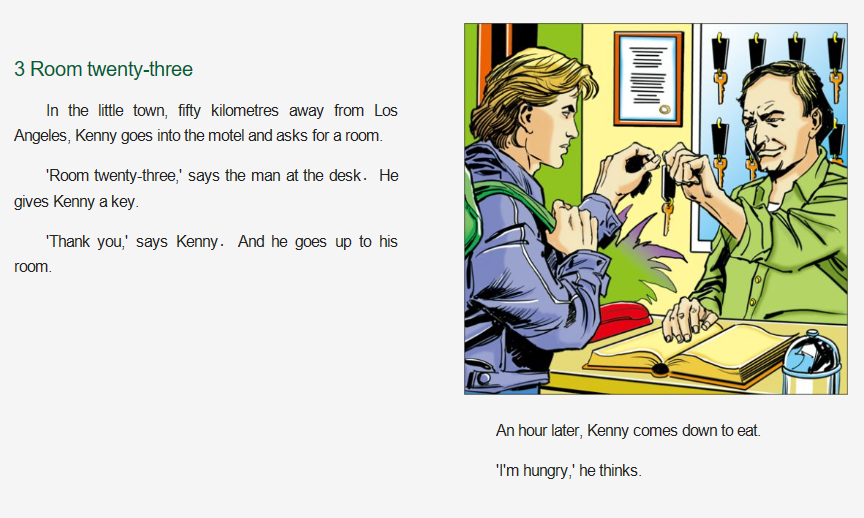 3 Room twenty-three
In the little town, fifty kilometres away from Los
Angeles, Kenny goes into the motel and asks for a room.
'Room twenty-three,' says the man at the desk． He
gives Kenny a key.
'Thank you,' says Kenny． And he goes up to his
room.
An hour later, Kenny comes down to eat.
'I'm hungry,' he thinks.